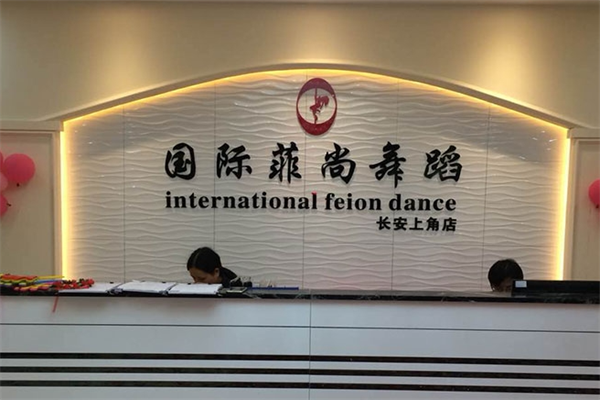 国际菲尚舞蹈
international feion dance
长安上角店